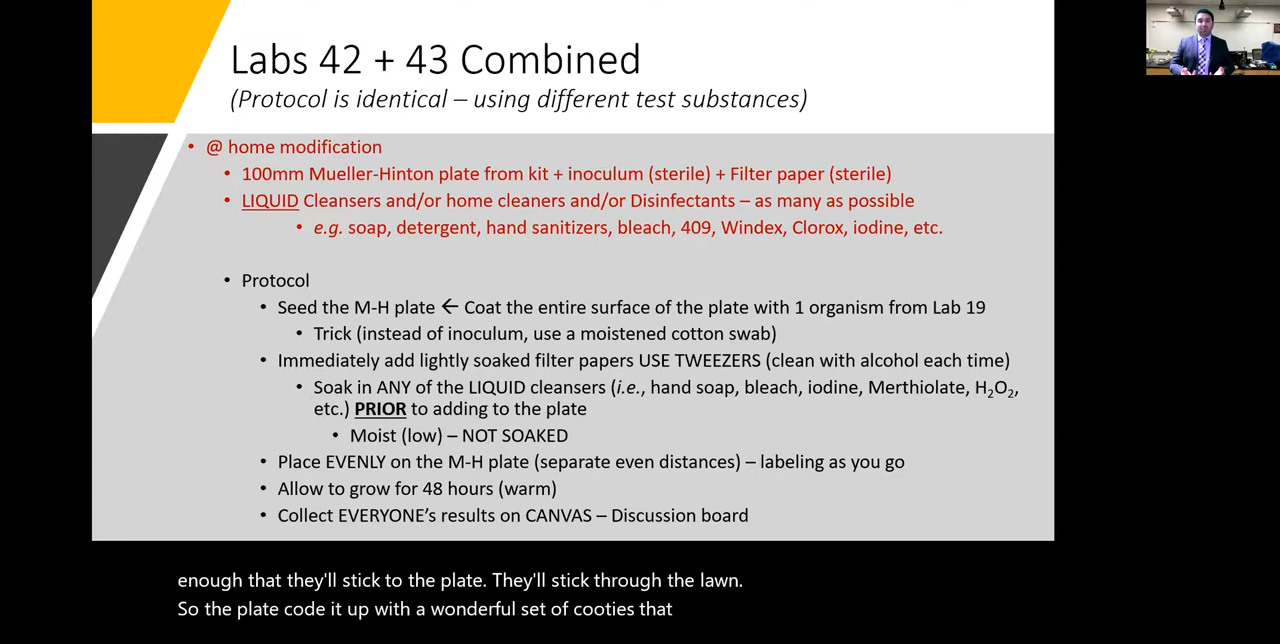 Labs 42 + 43 Combined
(Protocol is identical – using different test substances)
• @ home modification
• 100mm Mueller-Hinton plate from kit + inoculum (sterile) + Filter paper (sterile)
• LIQUID Cleansers and/or home cleaners and/or Disinfectants – as many as possible
• e.g. soap, detergent, hand sanitizers, bleach, 409, Windex, Clorox, iodine, etc.
• Protocol
• Seed the M-H plate ← Coat the entire surface of the plate with 1 organism from Lab 19
• Trick (instead of inoculum, use a moistened cotton swab)
• Immediately add lightly soaked filter papers USE TWEEZERS (clean with alcohol each time)
• Soak in ANY of the LIQUID cleansers (i.e., hand soap, bleach, iodine, Merthiolate, H₂O₂,
etc.) PRIOR to adding to the plate
• Moist (low) – NOT SOAKED
• Place EVENLY on the M-H plate (separate even distances) – labeling as you go
• Allow to grow for 48 hours (warm)
• Collect EVERYONE's results on CANVAS – Discussion board
enough that they'll stick to the plate. They'll stick through the lawn.
So the plate code it up with a wonderful set of cooties that